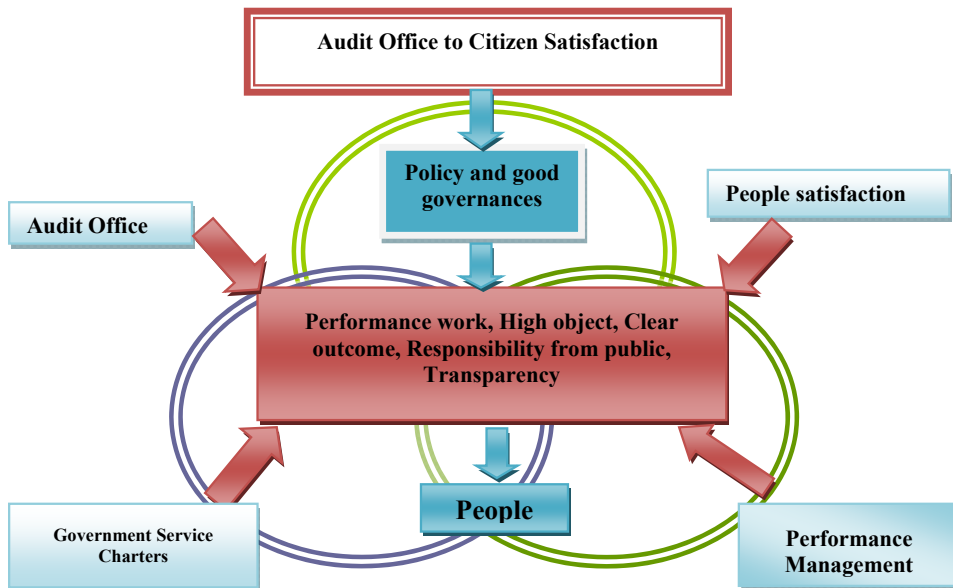 Audit Office to Citizen Satisfaction
Policy and good
governances
People satisfaction
Audit Office
Performance work, High object, Clear
outcome, Responsibility from public,
Transparency
People
Government Service
Charters
Performance
Management